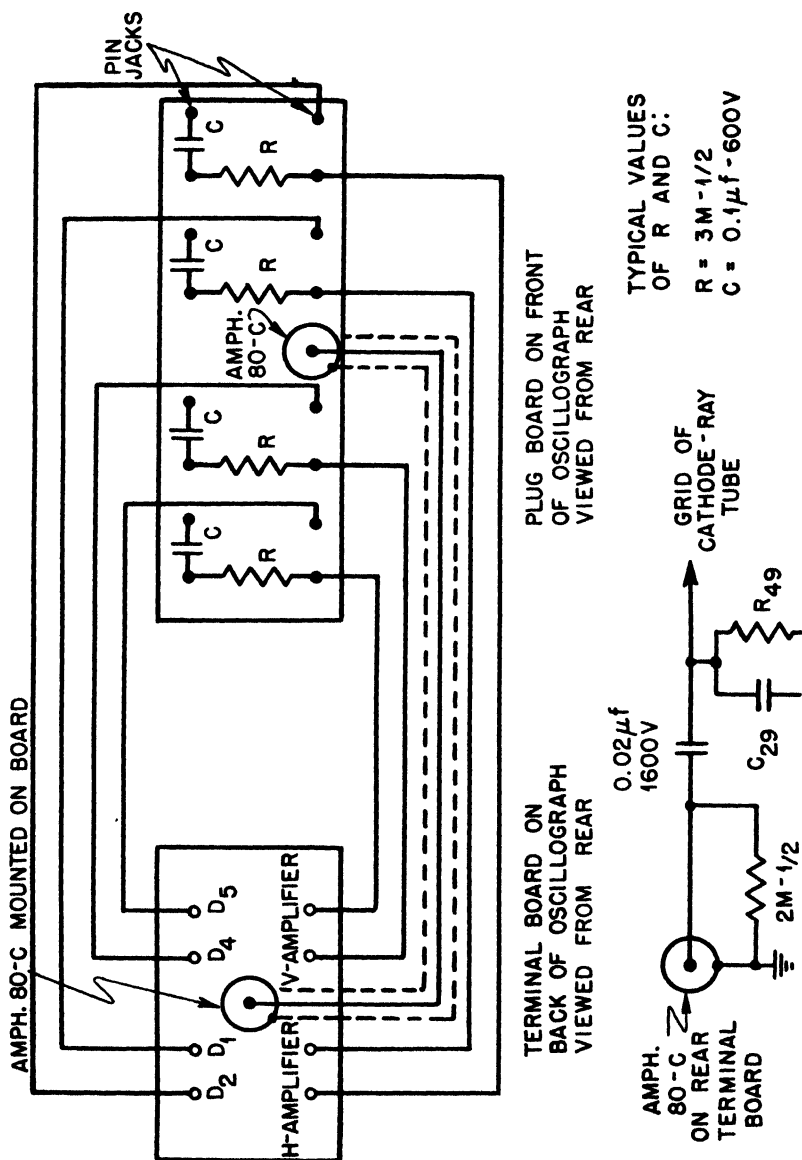 AMPH. 80-C MOUNTED ON BOARD
PIN
JACKS
D2
D1
D4
D5
H-AMPLIFIER
V-AMPLIFIER
C
R
C
R
AMPH.
80-C
C
R
C
R
TERMINAL BOARD ON
BACK OF OSCILLOGRAPH
VIEWED FROM REAR
PLUG BOARD ON FRONT
OF OSCILLOGRAPH
VIEWED FROM REAR
AMPH.
80-C
ON REAR
TERMINAL
BOARD
2M-1/2
0.02μf
1600V
C29
R49
GRID OF
CATHODE-RAY
TUBE
TYPICAL VALUES
OF R AND C:
R = 3M-1/2
C = 0.1μf-600V